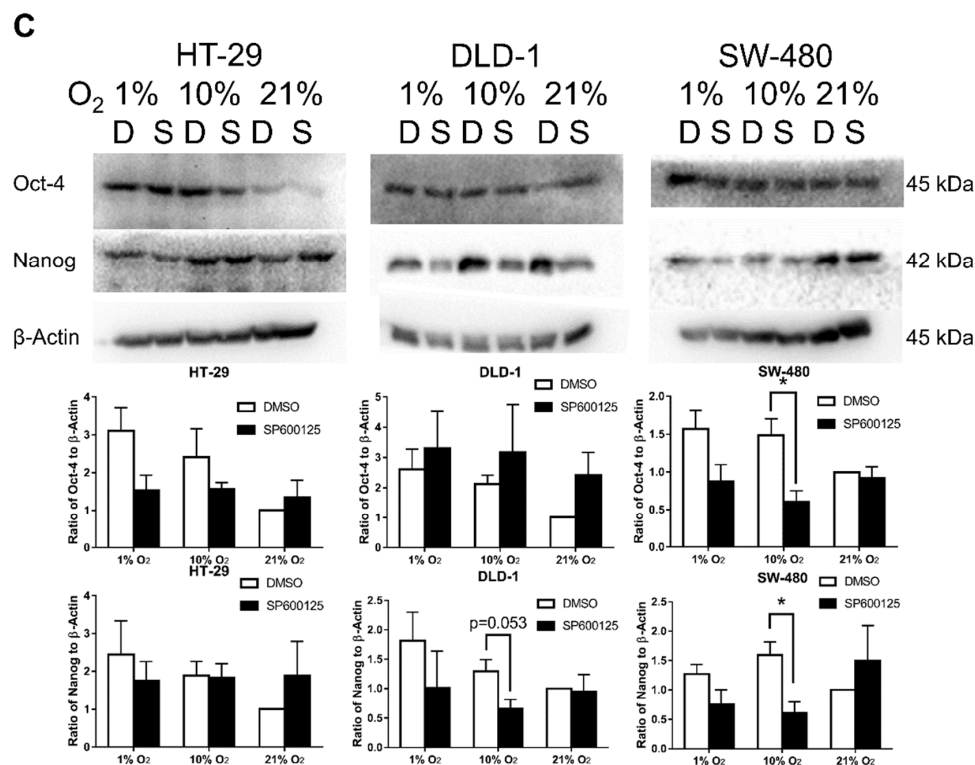 C
HT-29 DLD-1 SW-480
O2 1% 10% 21% 1% 10% 21% 1% 10% 21%
D S D S D S D S D S D S D S D S D S
Oct-4 45 kDa
Nanog 42 kDa
β-Actin 45 kDa
HT-29
Ratio of Oct-4 to β-Actin
4
3
2
1
0
DMSO
SP600125
1% O2 10% O2 21% O2
DLD-1
Ratio of Oct-4 to β-Actin
5
4
3
2
1
0
DMSO
SP600125
1% O2 10% O2 21% O2
SW-480
Ratio of Oct-4 to β-Actin
2.0
1.5
1.0
0.5
0.0
*
DMSO
SP600125
1% O2 10% O2 21% O2
HT-29
Ratio of Nanog to β-Actin
4
3
2
1
0
DMSO
SP600125
1% O2 10% O2 21% O2
DLD-1
Ratio of Nanog to β-Actin
2.5
2.0
1.5
1.0
0.5
0.0
p=0.053
DMSO
SP600125
1% O2 10% O2 21% O2
SW-480
Ratio of Nanog to β-Actin
2.5
2.0
1.5
1.0
0.5
0.0
*
DMSO
SP600125
1% O2 10% O2 21% O2